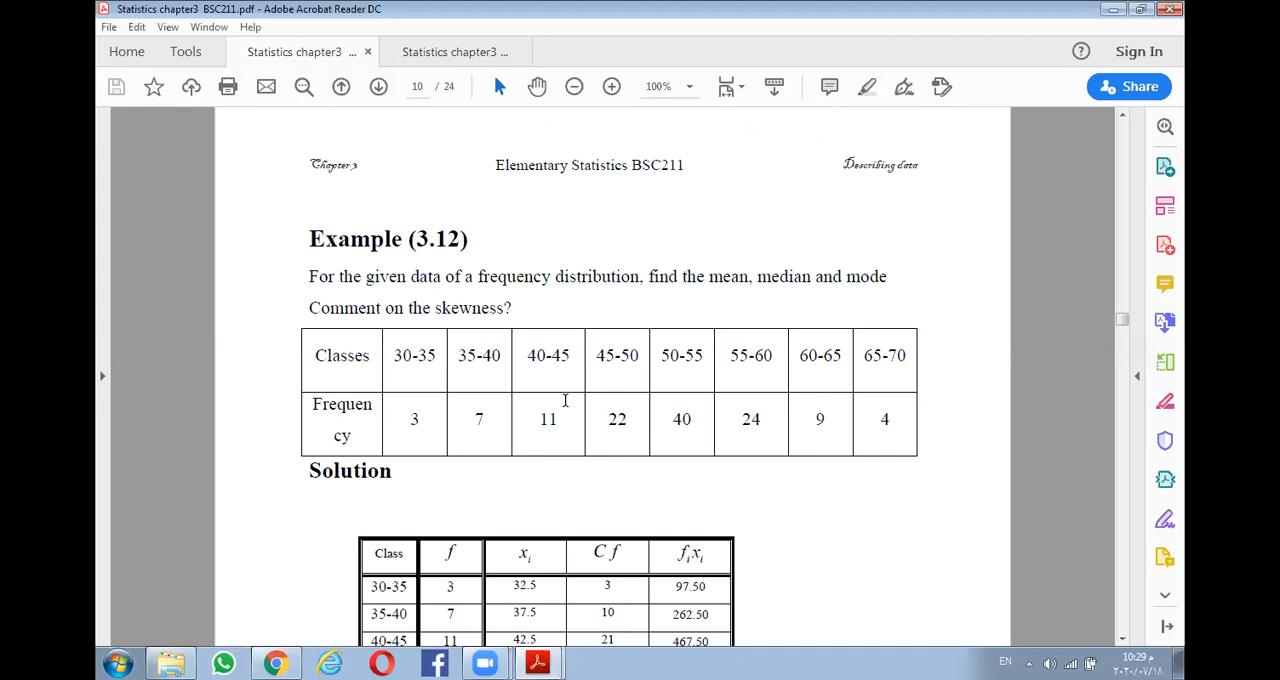 Statistics chapter3 BSC211.pdf - Adobe Acrobat Reader DC
File Edit View Window Help
Home Tools Statistics chapter3 ... × Statistics chapter3 ... ? Sign In
10 / 24 100% Share
Chapter 3 Elementary Statistics BSC211 Describing data
Example (3.12)
For the given data of a frequency distribution, find the mean, median and mode
Comment on the skewness?
Classes 30-35 35-40 40-45 45-50 50-55 55-60 60-65 65-70
Frequen
cy 3 7 11 22 40 24 9 4
Solution
Class f xi C f fixi
30-35 3 32.5 3 97.50
35-40 7 37.5 10 262.50
40-45 11 42.5 21 467.50
EN 10:29 م
٢٠٢٠/٠٧/١٨